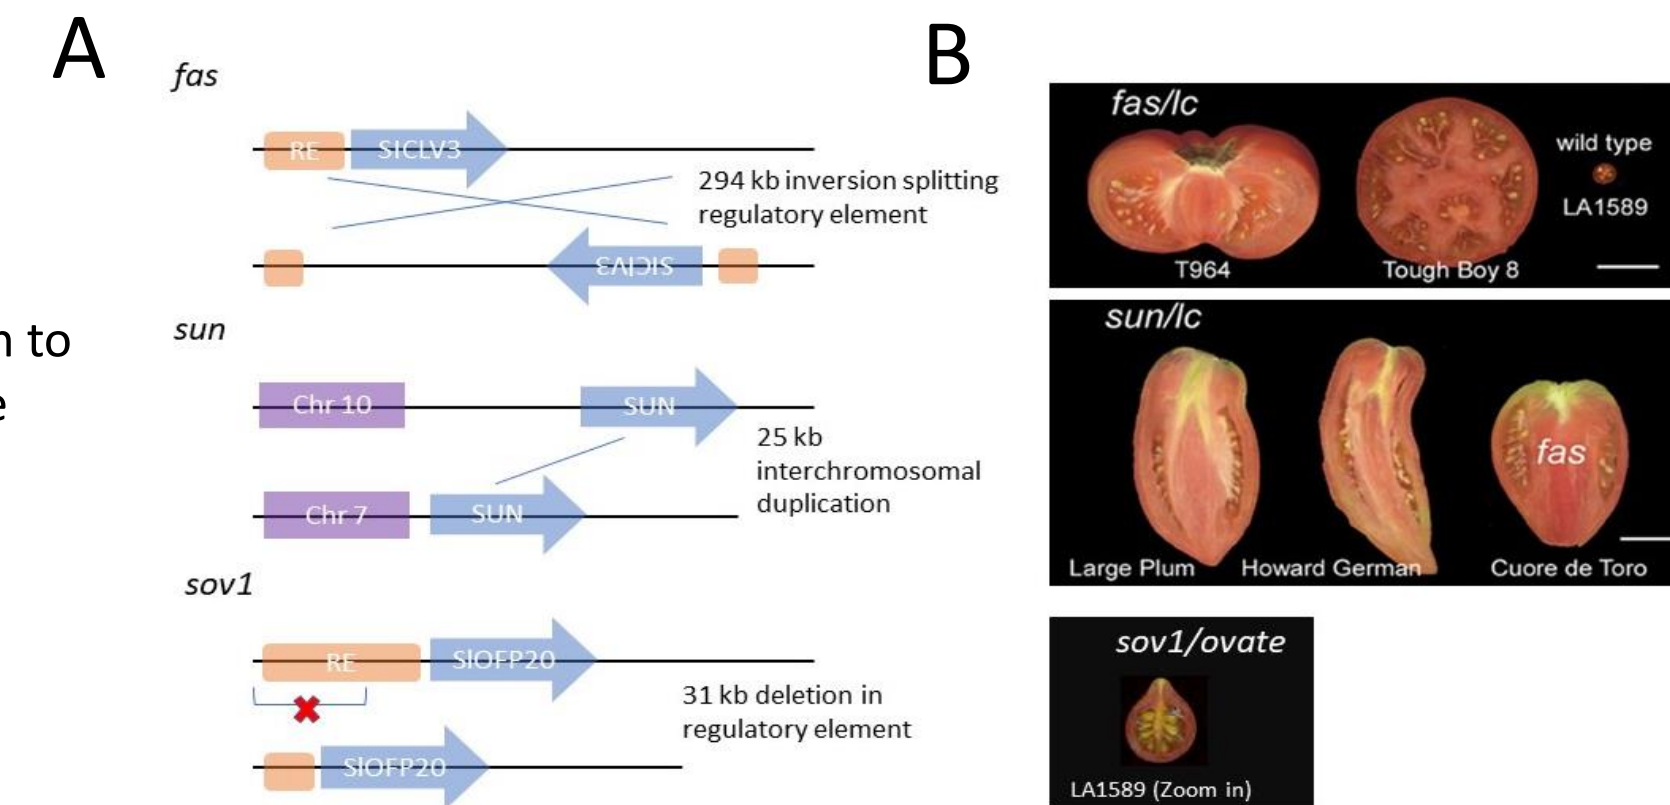 A
fas
RE
SlCLV3
294 kb inversion splitting
regulatory element
SlCLV3
sun
Chr 10
SUN
25 kb
interchromosomal
duplication
Chr 7
SUN
sov1
RE
SlOFP20
31 kb deletion in
regulatory element
SlOFP20
n to
e
B
fas/lc
wild type
LA1589
T964
Tough Boy 8
sun/lc
fas
Large Plum
Howard German
Cuore de Toro
sov1/ovate
LA1589 (Zoom in)